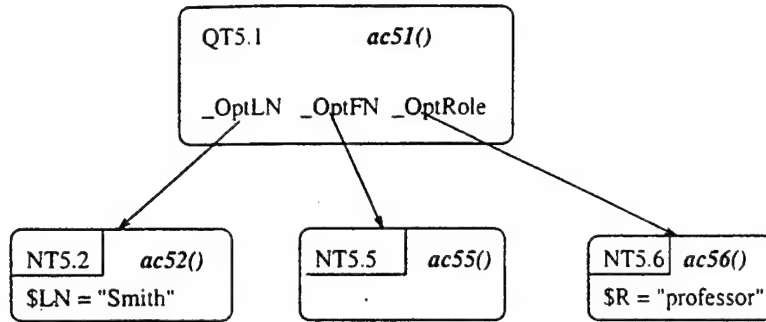 QT5.1 ac51()
_OptLN _OptFN _OptRole
NT5.2 ac52()
$LN = "Smith"
NT5.5 ac55()
NT5.6 ac56()
$R = "professor"